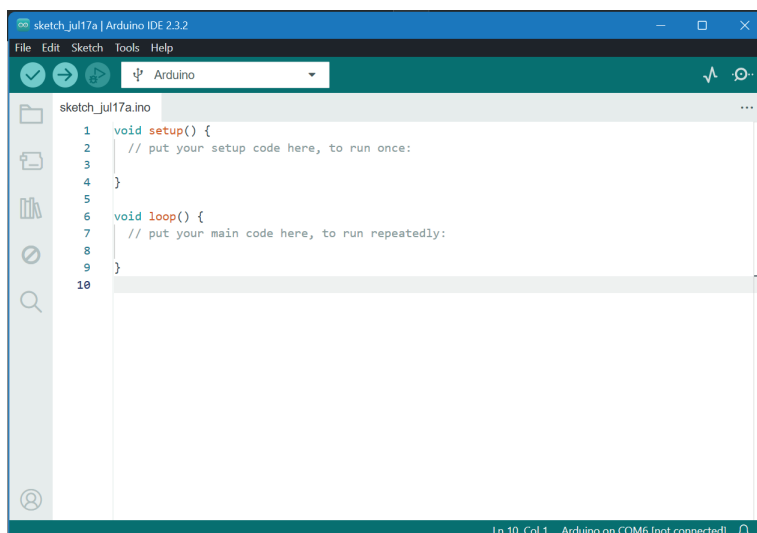 sketch_jul17a | Arduino IDE 2.3.2
File Edit Sketch Tools Help
Arduino
sketch_jul17a.ino
1 void setup() {
2 // put your setup code here, to run once:
3
4 }
5
6 void loop() {
7 // put your main code here, to run repeatedly:
8
9 }
10
Ln 10, Col 1 Arduino on COM6 [not connected]